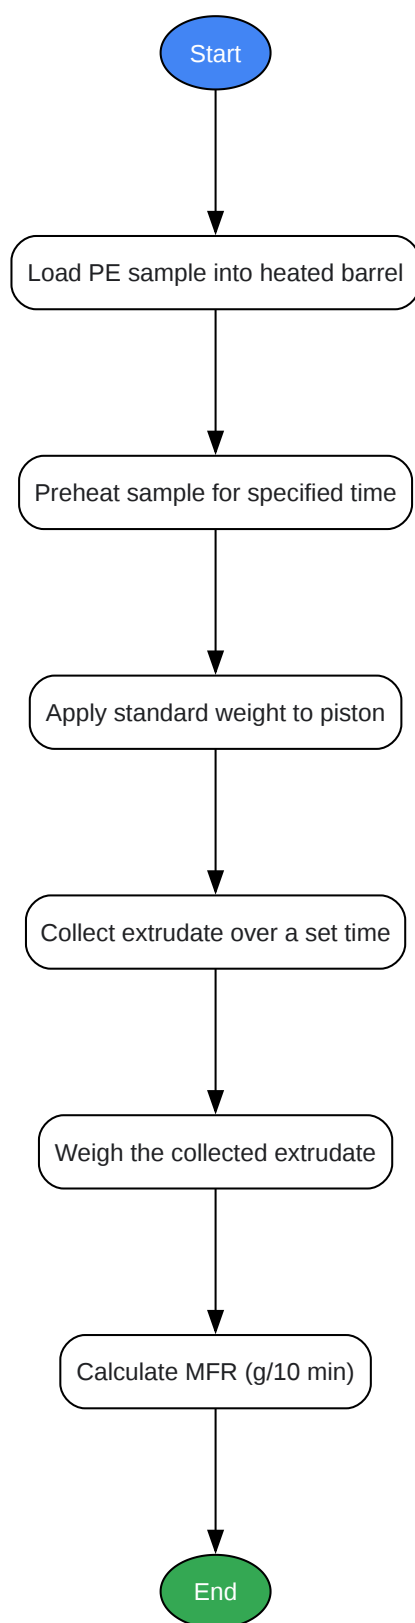 Start
Load PE sample into heated barrel
Preheat sample for specified time
Apply standard weight to piston
Collect extrudate over a set time
Weigh the collected extrudate
Calculate MFR (g/10 min)
End